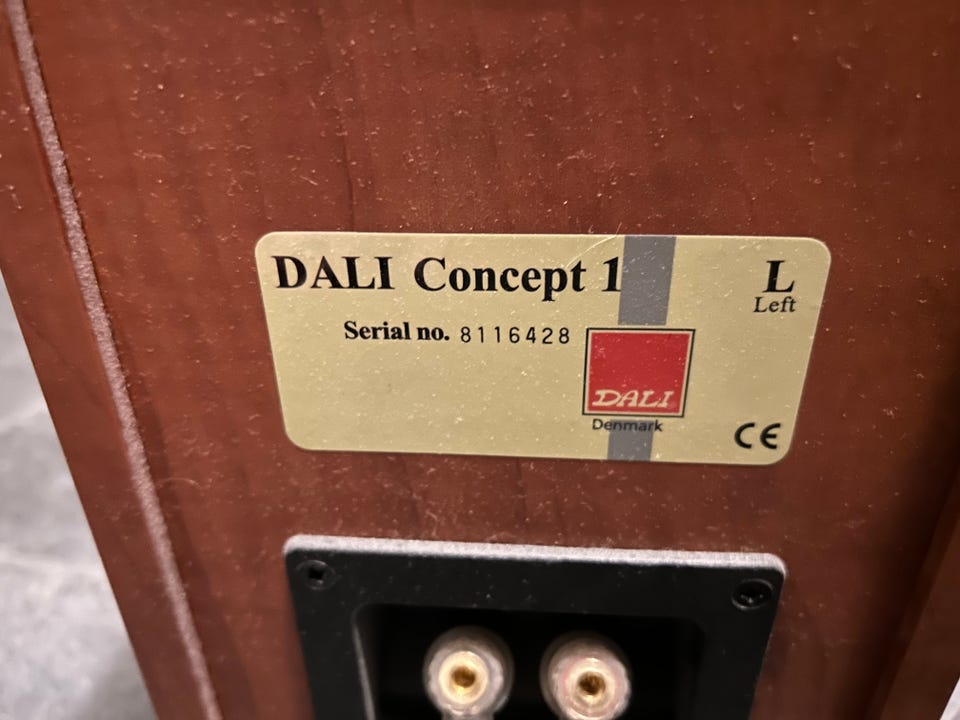 DALI Concept 1
L
Left
Serial no. 8116428
DALI
Denmark
CE